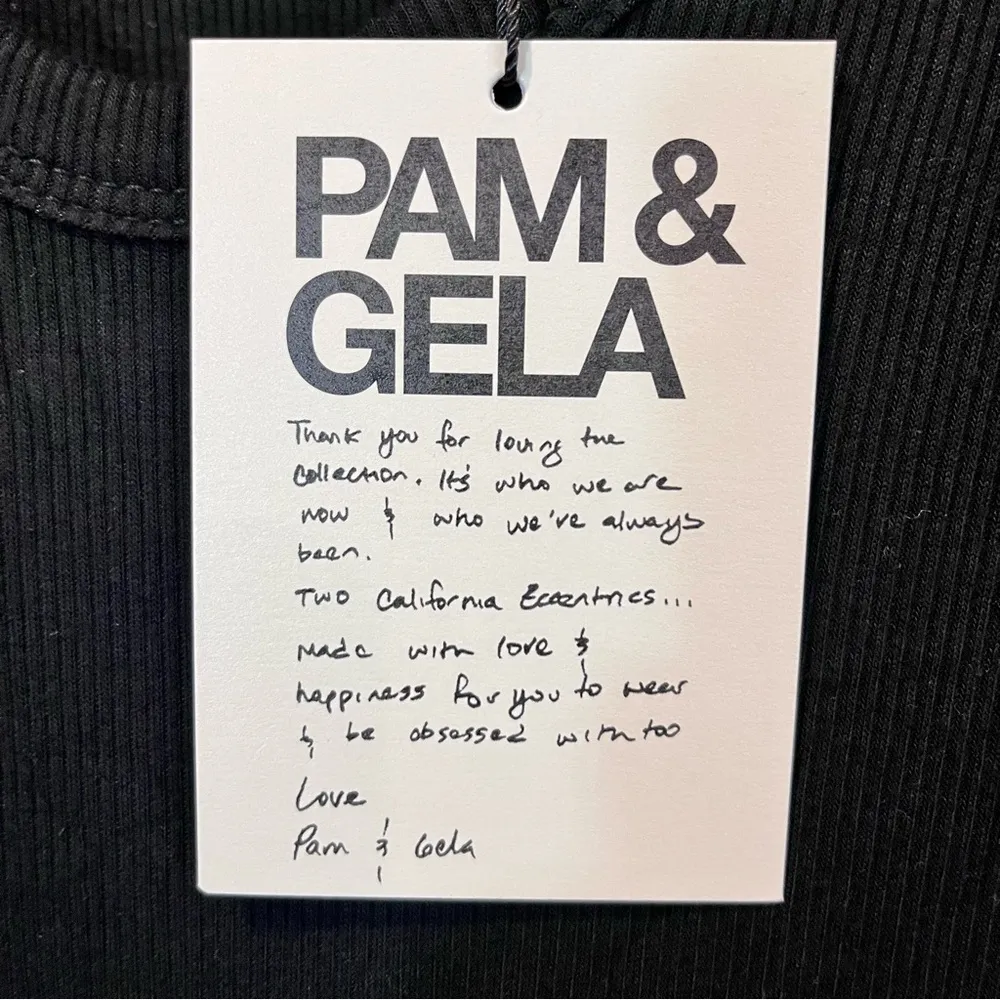 PAM &
GELA
Thank you for loving the
collection. It's who we are
now & who we've always
been.
Two California Eccentrics...
Made with love &
happiness for you to wear
& be obsessed with too
Love
Pam & Gela